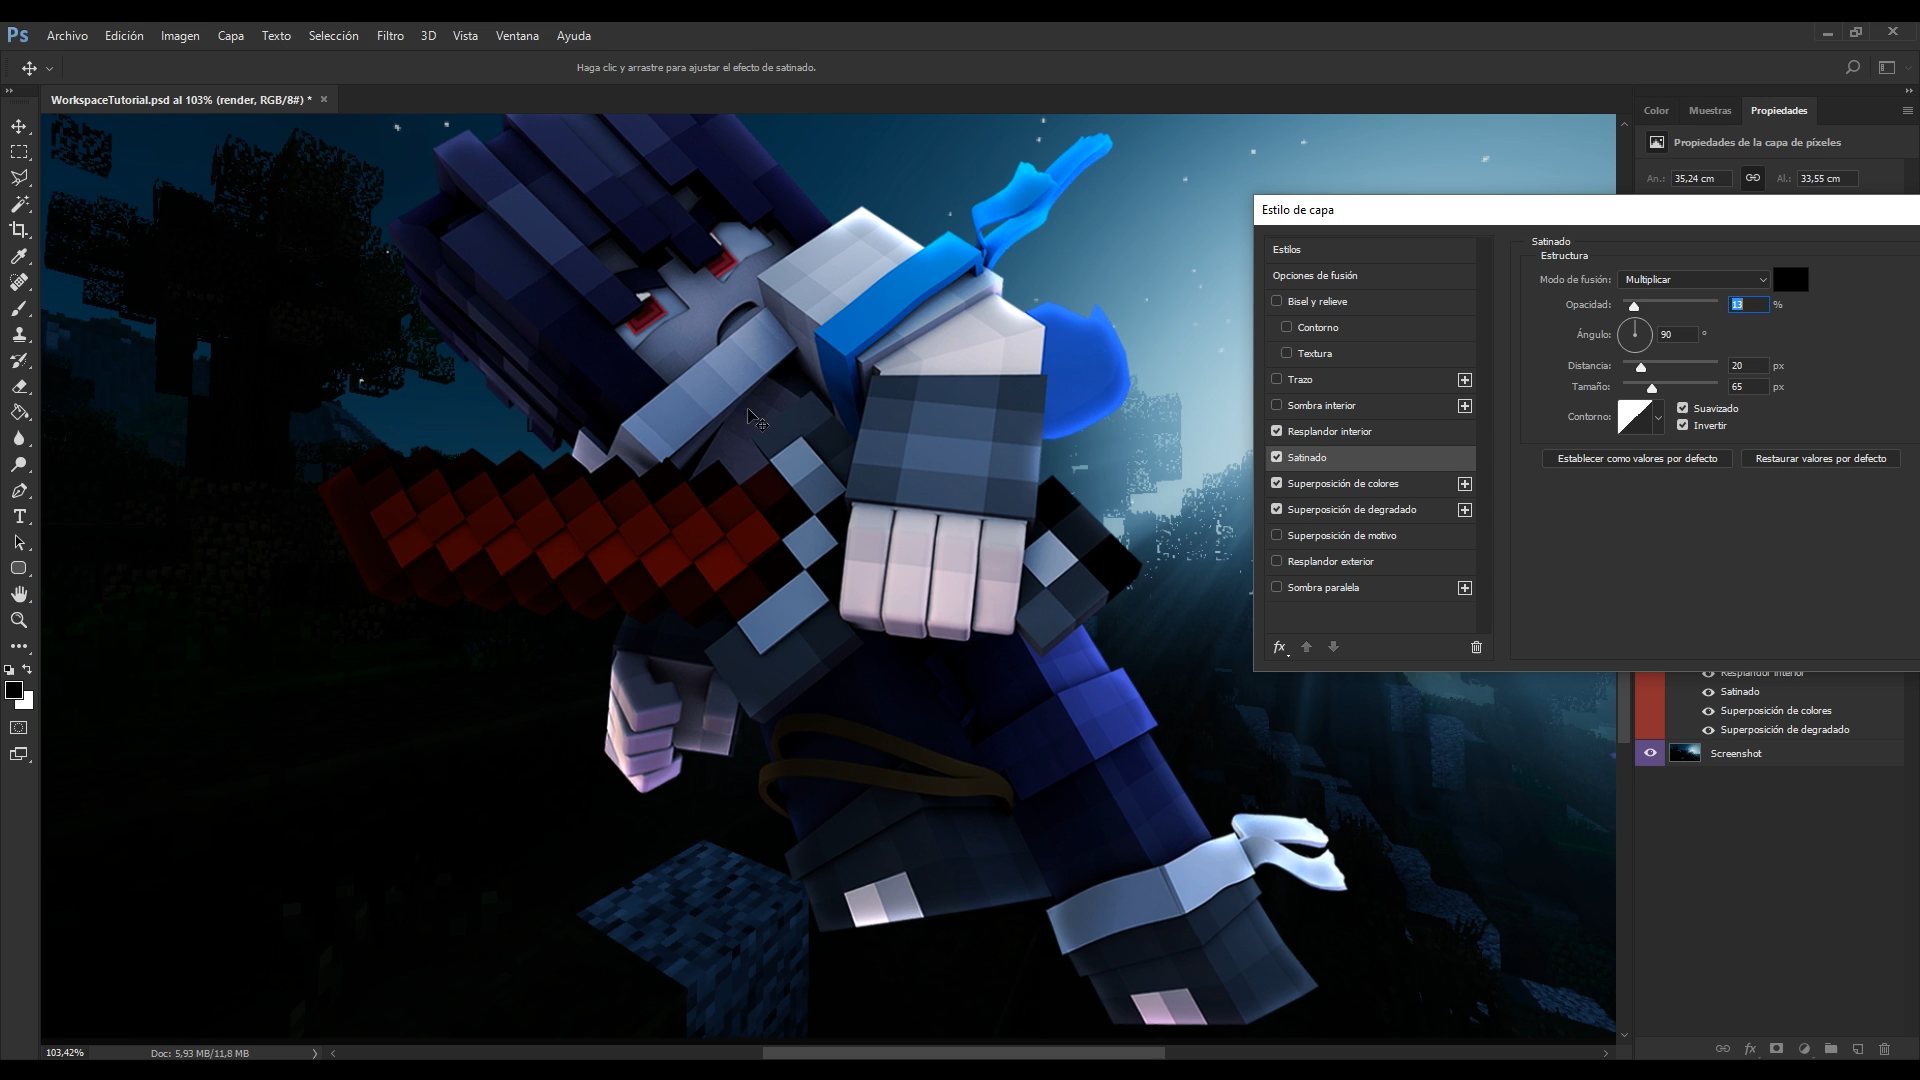 Ps Archivo Edición Imagen Capa Texto Selección Filtro 3D Vista Ventana Ayuda
Haga clic y arrastre para ajustar el efecto de satinado.
WorkspaceTutorial.psd al 103% (render, RGB/8#) * ×
Color Muestras Propiedades
Propiedades de la capa de píxeles
An.: 35,24 cm Al.: 33,55 cm
Estilo de capa
Estilos
Opciones de fusión
Bisel y relieve
Contorno
Textura
Trazo
Sombra interior
Resplandor interior
Satinado
Superposición de colores
Superposición de degradado
Superposición de motivo
Resplandor exterior
Sombra paralela
fx
Satinado
Estructura
Modo de fusión: Multiplicar
Opacidad: 13 %
Ángulo: 90 °
Distancia: 20 px
Tamaño: 65 px
Contorno: Suavizado
Invertir
Establecer como valores por defecto Restaurar valores por defecto
Resplandor interior
Satinado
Superposición de colores
Superposición de degradado
Screenshot
T
103,42% Doc: 5,93 MB/11,8 MB
fx